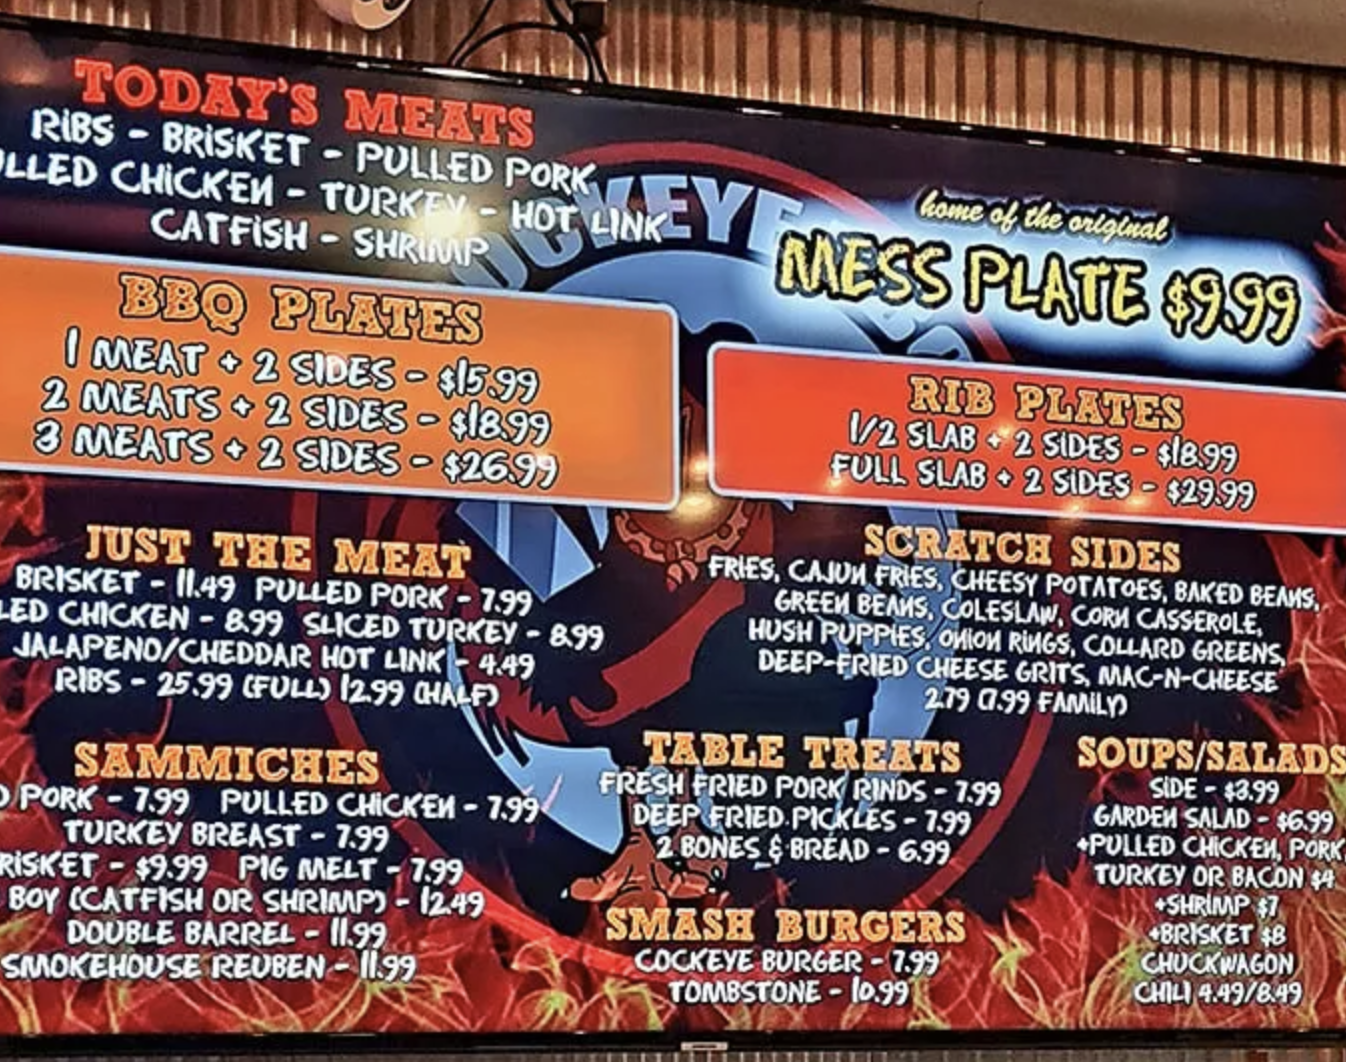 TODAY'S MEATS
RIBS - BRISKET - PULLED PORK
LLED CHICKEN - TURKEY - HOT LINK
CATFISH - SHRIMP
OCKEYE
home of the original
MESS PLATE $9.99
BBQ PLATES
1 MEAT + 2 SIDES - $15.99
2 MEATS + 2 SIDES - $18.99
3 MEATS + 2 SIDES - $26.99
RIB PLATES
1/2 SLAB + 2 SIDES - $18.99
FULL SLAB + 2 SIDES - $29.99
JUST THE MEAT
BRISKET - 11.49 PULLED PORK - 7.99
LED CHICKEN - 8.99 SLICED TURKEY - 8.99
JALAPENO/CHEDDAR HOT LINK - 4.49
RIBS - 25.99 (FULL) 12.99 (HALF)
SCRATCH SIDES
FRIES, CAJUN FRIES, CHEESY POTATOES, BAKED BEANS,
GREEN BEANS, COLESLAW, CORN CASSEROLE,
HUSH PUPPIES, ONION RINGS, COLLARD GREENS,
DEEP-FRIED CHEESE GRITS, MAC-N-CHEESE
2.79 (7.99 FAMILY)
SAMMICHES
D PORK - 7.99 PULLED CHICKEN - 7.99
TURKEY BREAST - 7.99
RISKET - $9.99 PIG MELT - 7.99
BOY (CATFISH OR SHRIMP) - 12.49
DOUBLE BARREL - 11.99
SMOKEHOUSE REUBEN - 11.99
TABLE TREATS
FRESH FRIED PORK RINDS - 7.99
DEEP FRIED PICKLES - 7.99
2 BONES & BREAD - 6.99
SMASH BURGERS
COCKEYE BURGER - 7.99
TOMBSTONE - 10.99
SOUPS/SALADS
SIDE - $3.99
GARDEN SALAD - $6.99
+PULLED CHICKEN, PORK,
TURKEY OR BACON $4
+SHRIMP $7
+BRISKET $8
CHUCKWAGON
CHILI 4.49/8.49